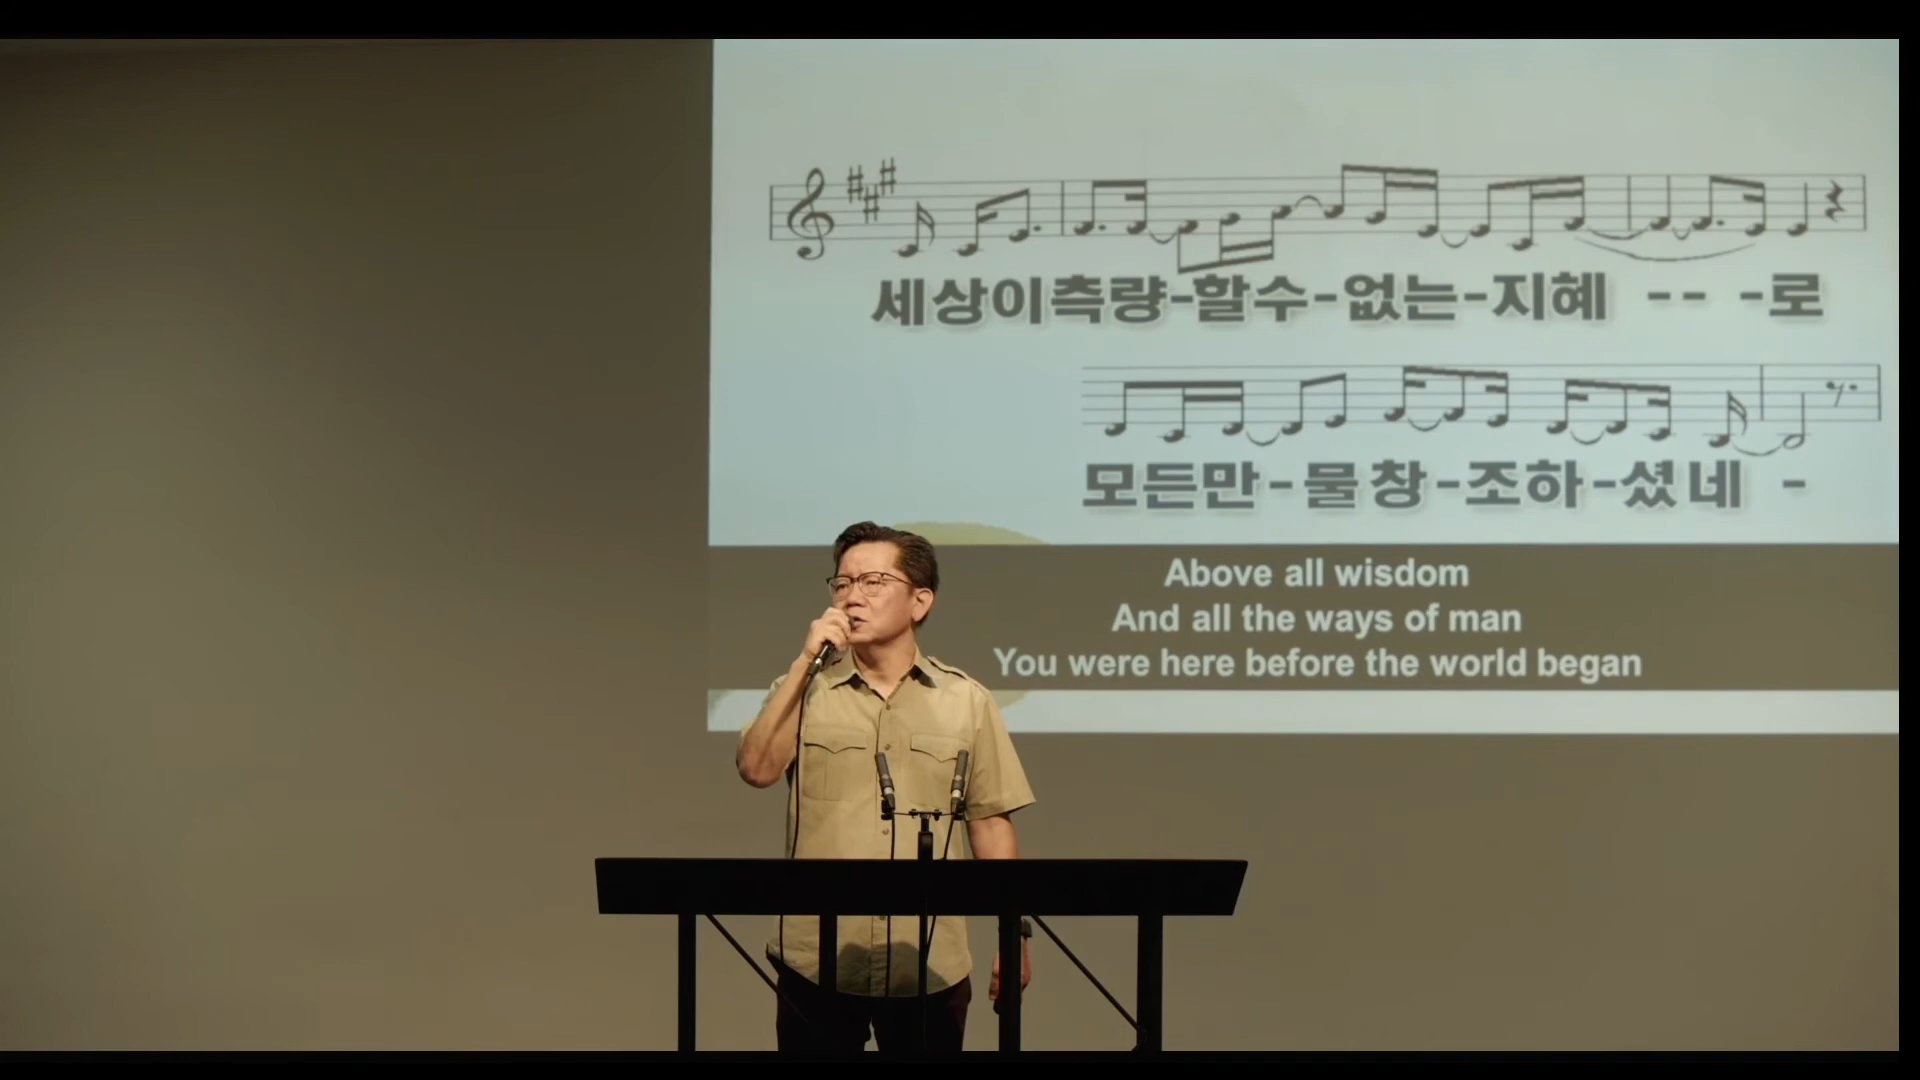 세상이측량-할수-없는-지혜 -- -로
모든만-물창-조하-셨네 -
Above all wisdom
And all the ways of man
You were here before the world began